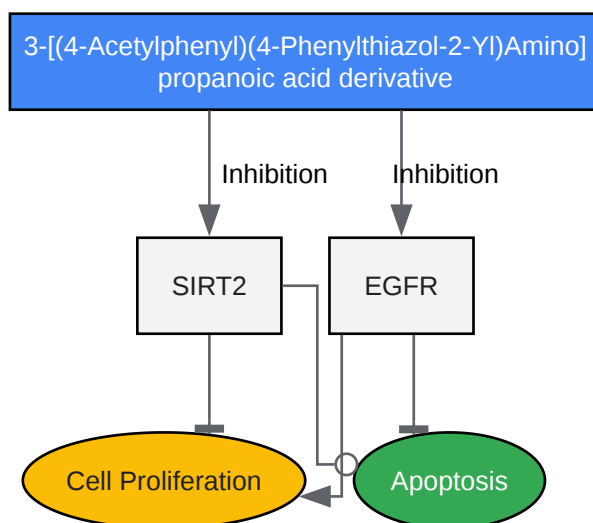 3-[(4-Acetylphenyl)(4-Phenylthiazol-2-Yl)Amino]
propanoic acid derivative
Inhibition
Inhibition
SIRT2
EGFR
Cell Proliferation
Apoptosis